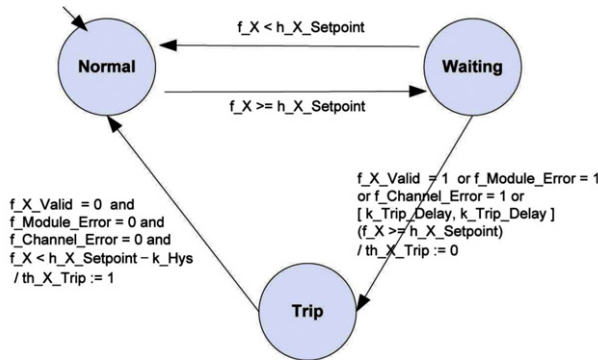 f_X < h_X_Setpoint
Normal
Waiting
f_X >= h_X_Setpoint
f_X_Valid = 1 or f_Module_Error = 1
or f_Channel_Error = 1 or
[ k_Trip_Delay, k_Trip_Delay ]
(f_X >= h_X_Setpoint)
/ th_X_Trip := 0
f_X_Valid = 0 and
f_Module_Error = 0 and
f_Channel_Error = 0 and
f_X < h_X_Setpoint – k_Hys
/ th_X_Trip := 1
Trip